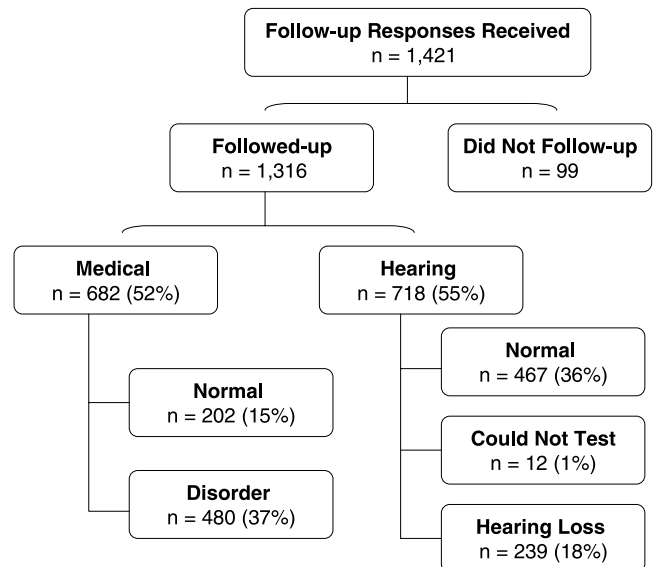 Follow-up Responses Received
n = 1,421
Followed-up
n = 1,316
Did Not Follow-up
n = 99
Medical
n = 682 (52%)
Hearing
n = 718 (55%)
Normal
n = 202 (15%)
Disorder
n = 480 (37%)
Normal
n = 467 (36%)
Could Not Test
n = 12 (1%)
Hearing Loss
n = 239 (18%)